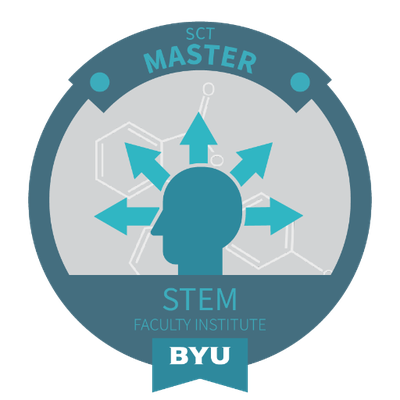 SCT
MASTER
O
O
STEM
FACULTY INSTITUTE
BYU